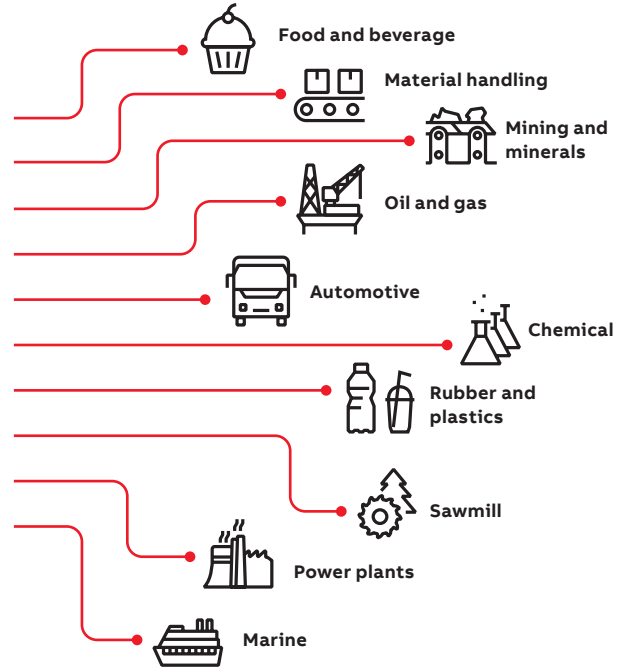 Food and beverage
Material handling
Mining and
minerals
Oil and gas
Automotive
Chemical
Rubber and
plastics
Sawmill
Power plants
Marine